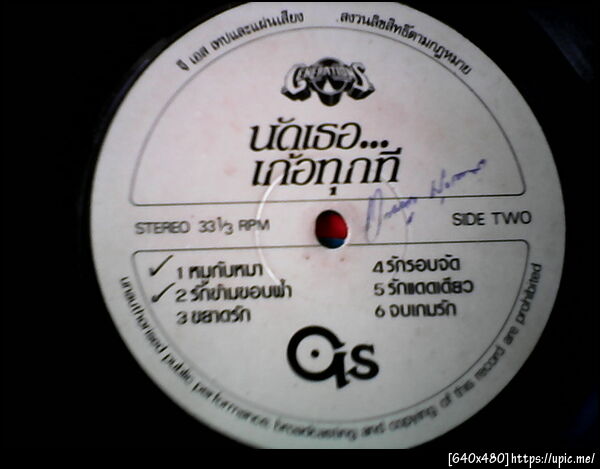 จี เอส เทปและแผ่นเสียง
สงวนลิขสิทธิ์ตามกฎหมาย
GENERATIONS
นัดเธอ...
เก้อทุกที
STEREO 33 1/3 RPM
SIDE TWO
1 หมูกับหมา
2 รักข้ามขอบฟ้า
3 ขยาดรัก
4 รักรอบจัด
5 รักแดดเดียว
6 จบเกมรัก
GS
unauthorised public performance broadcasting and copying of this record are prohibited
[640x480]https://upic.me/